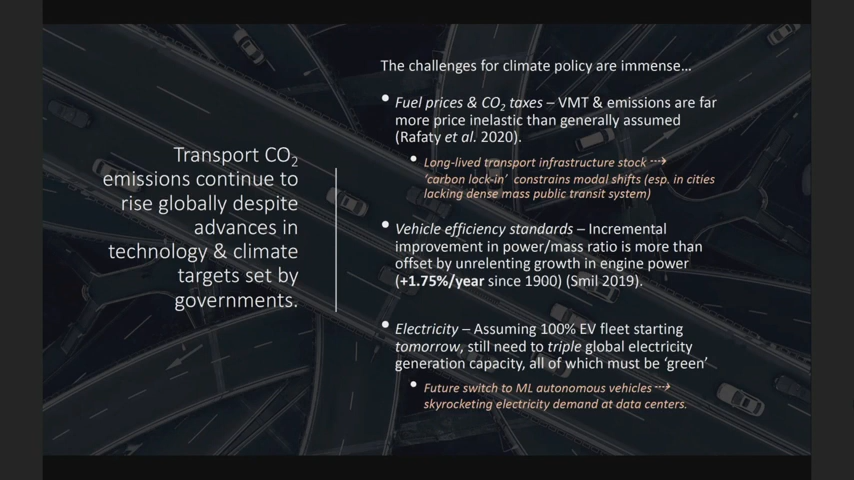 Transport CO₂
emissions continue to
rise globally despite
advances in
technology & climate
targets set by
governments.
The challenges for climate policy are immense…
• Fuel prices & CO₂ taxes – VMT & emissions are far
more price inelastic than generally assumed
(Rafaty et al. 2020).
• Long-lived transport infrastructure stock ⤏
‘carbon lock-in’ constrains modal shifts (esp. in cities
lacking dense mass public transit system)
• Vehicle efficiency standards – Incremental
improvement in power/mass ratio is more than
offset by unrelenting growth in engine power
(+1.75%/year since 1900) (Smil 2019).
• Electricity – Assuming 100% EV fleet starting
tomorrow, still need to triple global electricity
generation capacity, all of which must be ‘green’
• Future switch to ML autonomous vehicles ⤏
skyrocketing electricity demand at data centers.